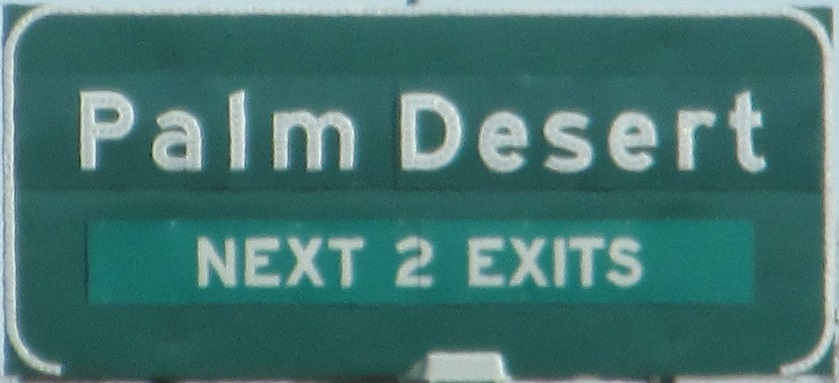 Palm Desert
NEXT 2 EXITS